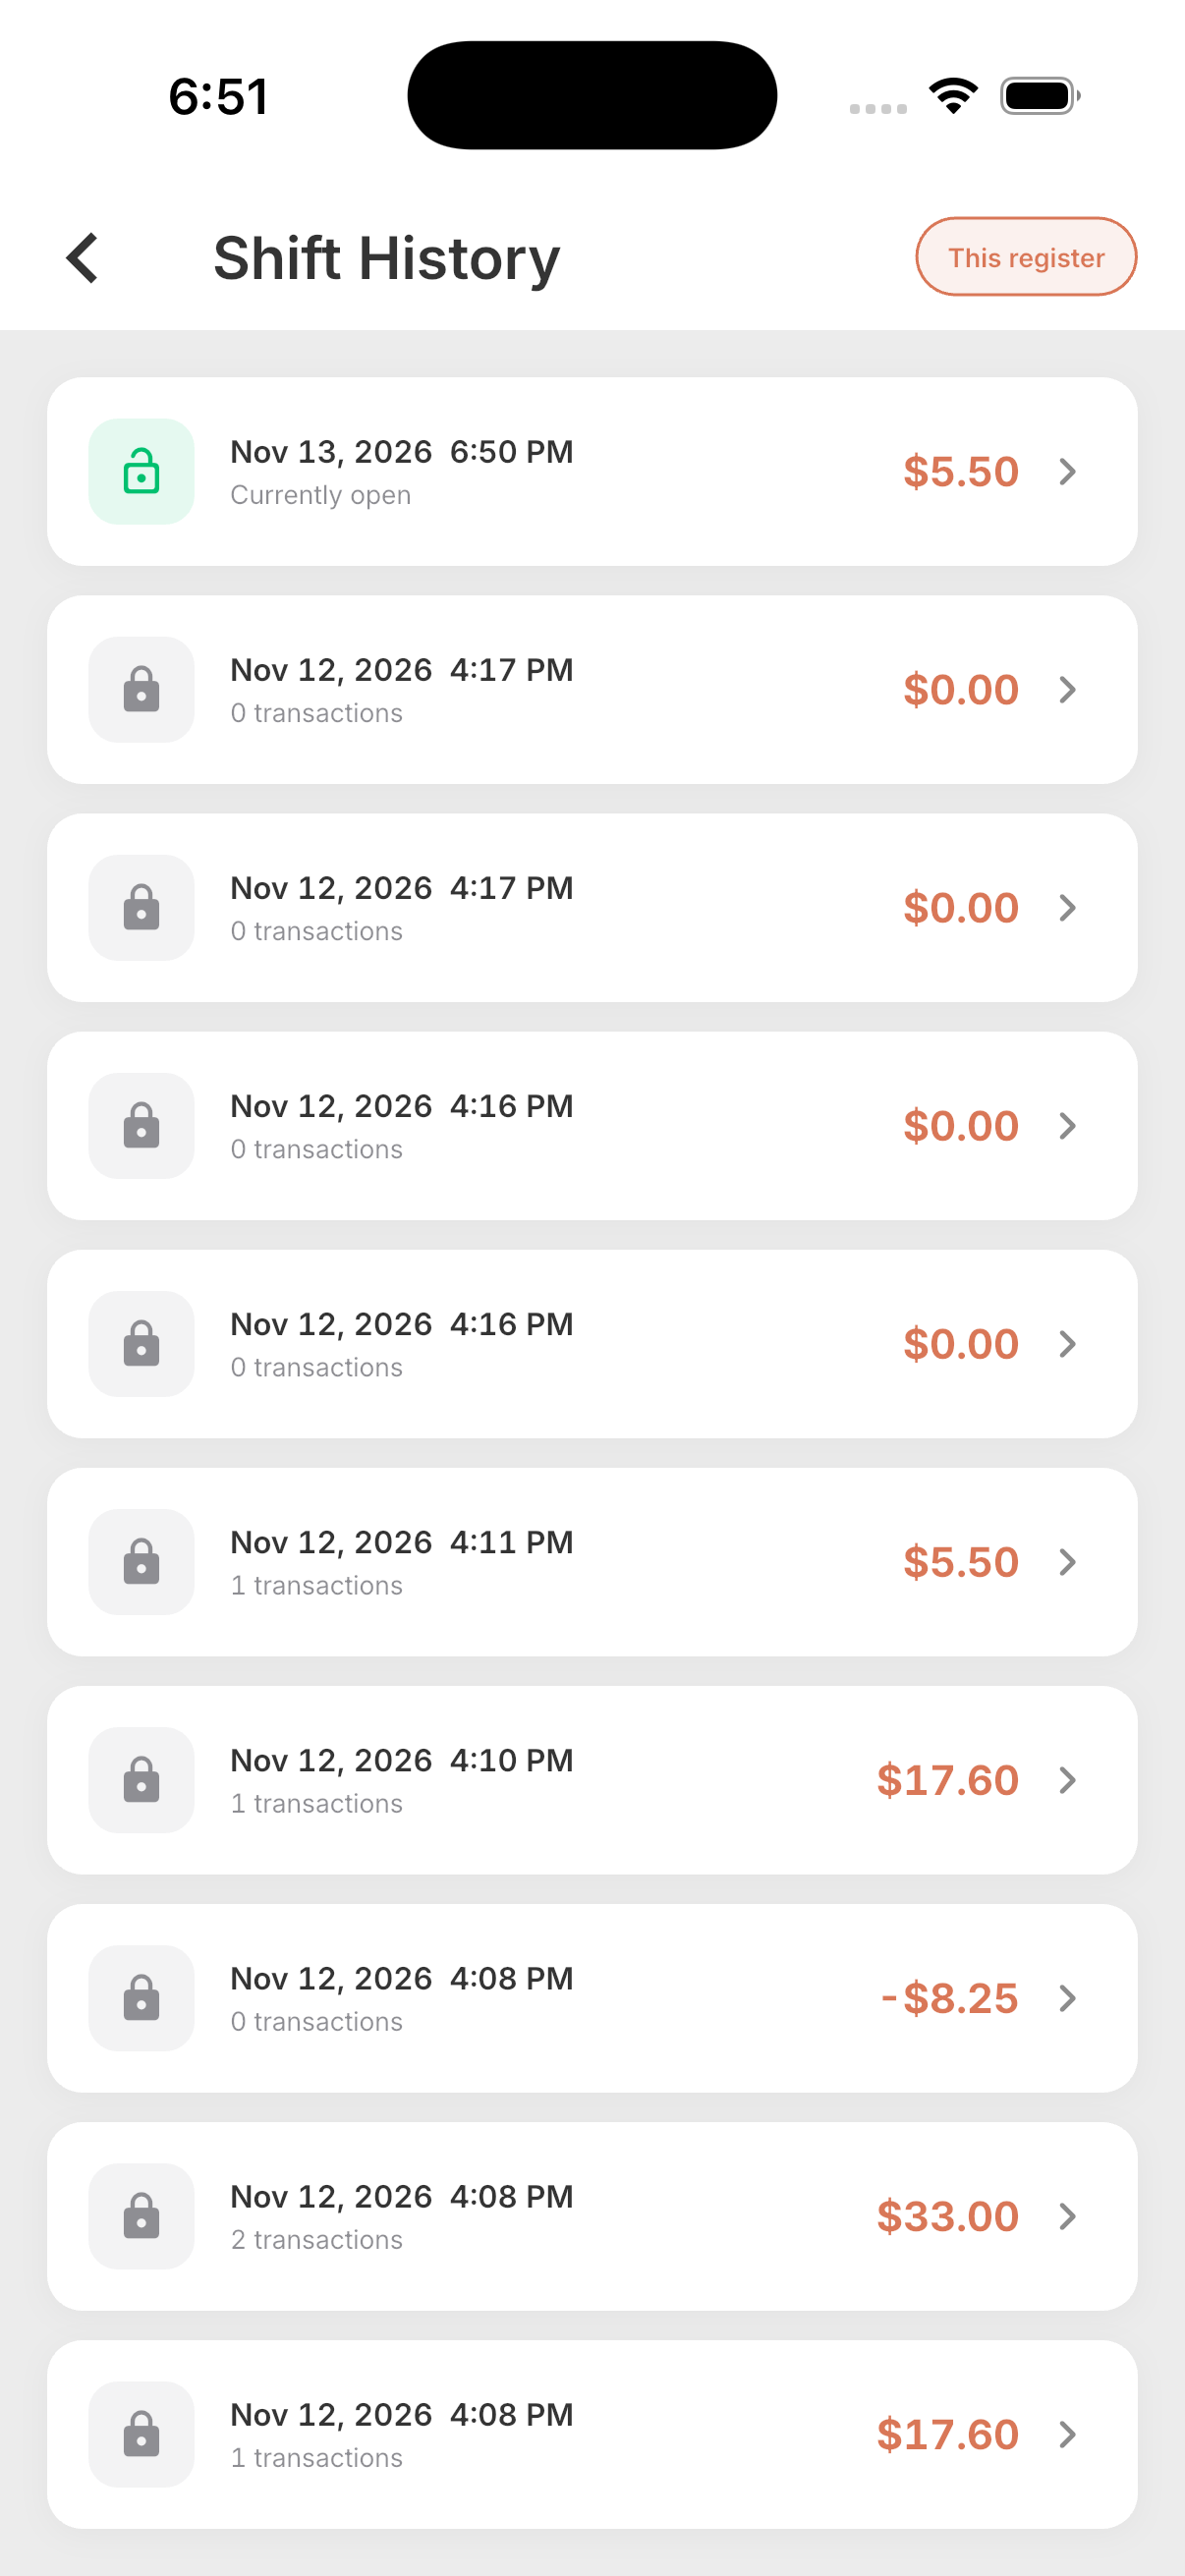 6:51
Shift History
This register
Nov 13, 2026 6:50 PM
Currently open
$5.50
Nov 12, 2026 4:17 PM
0 transactions
$0.00
Nov 12, 2026 4:17 PM
0 transactions
$0.00
Nov 12, 2026 4:16 PM
0 transactions
$0.00
Nov 12, 2026 4:16 PM
0 transactions
$0.00
Nov 12, 2026 4:11 PM
1 transactions
$5.50
Nov 12, 2026 4:10 PM
1 transactions
$17.60
Nov 12, 2026 4:08 PM
0 transactions
-$8.25
Nov 12, 2026 4:08 PM
2 transactions
$33.00
Nov 12, 2026 4:08 PM
1 transactions
$17.60